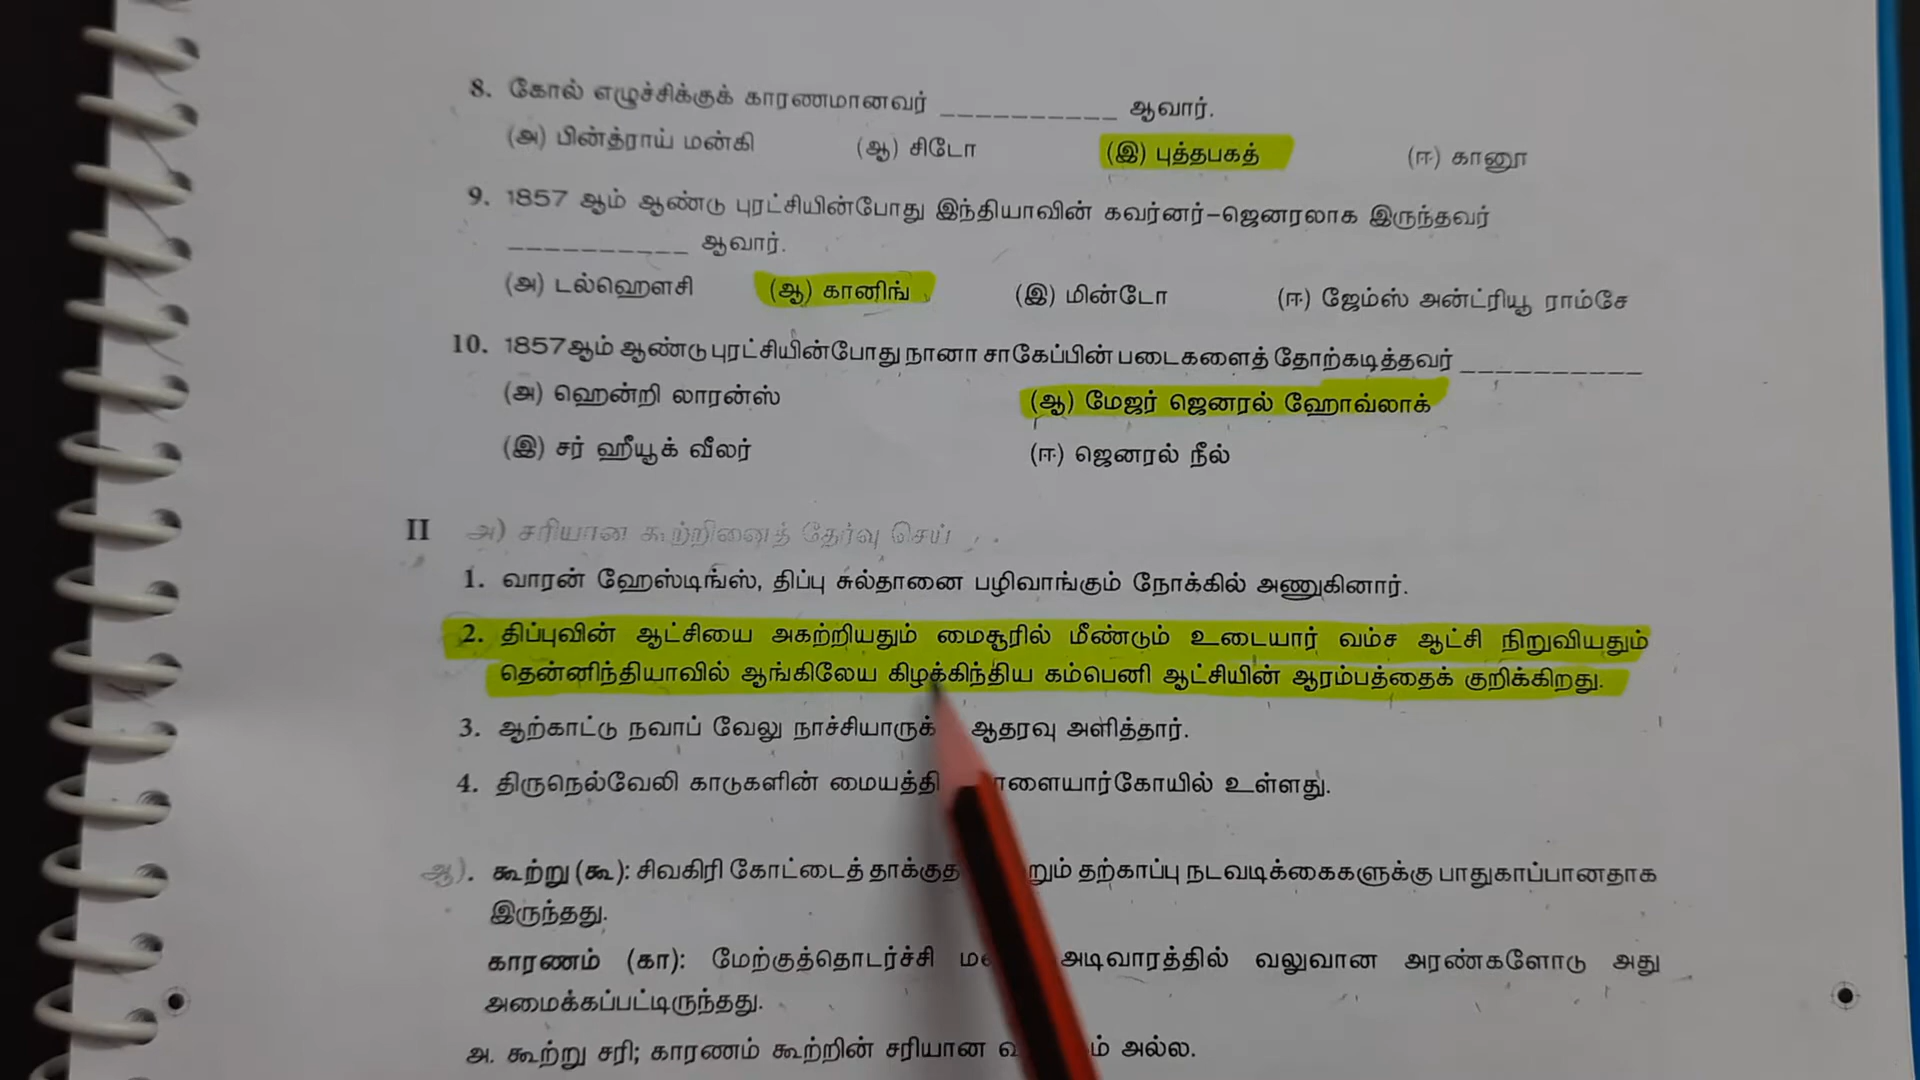 8. கோல் எழுச்சிக்குக் காரணமானவர் __________ ஆவார்.
(அ) பின்த்ராய் மன்கி (ஆ) சிடோ (இ) புத்தபகத் (ஈ) கானூ
9. 1857 ஆம் ஆண்டு புரட்சியின்போது இந்தியாவின் கவர்னர்-ஜெனரலாக இருந்தவர்
__________ ஆவார்.
(அ) டல்ஹௌசி (ஆ) கானிங் (இ) மின்டோ (ஈ) ஜேம்ஸ் அன்ட்ரியூ ராம்சே
10. 1857ஆம் ஆண்டு புரட்சியின்போது நானா சாகேப்பின் படைகளைத் தோற்கடித்தவர் __________
(அ) ஹென்றி லாரன்ஸ் (ஆ) மேஜர் ஜெனரல் ஹோவ்லாக்
(இ) சர் ஹீயூக் வீலர் (ஈ) ஜெனரல் நீல்
II அ) சரியான கூற்றினைத் தேர்வு செய்
1. வாரன் ஹேஸ்டிங்ஸ், திப்பு சுல்தானை பழிவாங்கும் நோக்கில் அணுகினார்.
2. திப்புவின் ஆட்சியை அகற்றியதும் மைசூரில் மீண்டும் உடையார் வம்ச ஆட்சி நிறுவியதும்
தென்னிந்தியாவில் ஆங்கிலேய கிழக்கிந்திய கம்பெனி ஆட்சியின் ஆரம்பத்தைக் குறிக்கிறது.
3. ஆற்காட்டு நவாப் வேலு நாச்சியாருக் ஆதரவு அளித்தார்.
4. திருநெல்வேலி காடுகளின் உள்ளது.
ஆ). கூற்று (கூ): சிவகிரி கோட்டைத் தற்காப்பு நடவடிக்கைகளுக்கு பாதுகாப்பானதாக
இருந்தது.
காரணம் (கா): மேற்குத்தொடர்ச்சி அடிவாரத்தில் வலுவான அரண்களோடு அது
அமைக்கப்பட்டிருந்தது.
அ. கூற்று சரி; காரணம் கூற்றின் சரியான அல்ல.